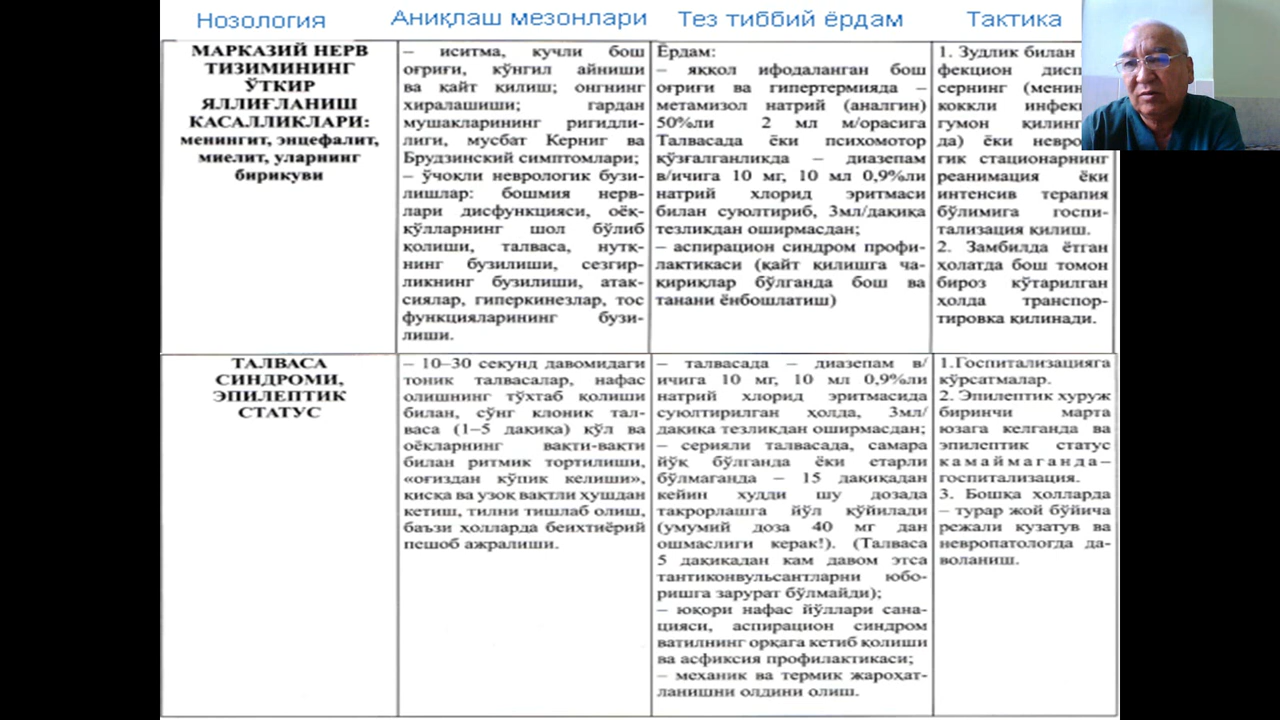 Нозология
Аниқлаш мезонлари
Тез тиббий ёрдам
Тактика
МАРКАЗИЙ НЕРВ
ТИЗИМИНИНГ
ЎТКИР
ЯЛЛИҒЛАНИШ
КАСАЛЛИКЛАРИ:
менингит, энцефалит,
миелит, уларнинг
бирикуви
– иситма, кучли бош
оғриғи, кўнгил айниши
ва қайт қилиш; онгнинг
хиралашиши; гардан
мушакларининг ригидли-
лиги, мусбат Керниг ва
Брудзинский симптомлари;
– ўчоқли неврологик бузи-
лишлар: бошмия нерв-
лари дисфункцияси, оёқ-
қўлларнинг шол бўлиб
қолиши, талваса, нутқ-
нинг бузилиши, сезгир-
ликнинг бузилиши, атак-
сиялар, гиперкинезлар, тос
функцияларининг бузи-
лиши.
Ёрдам:
– яққол ифодаланган бош
оғриғи ва гипертермияда –
метамизол натрий (аналгин)
50%ли 2 мл м/орасига
Талвасада ёки психомотор
қўзғалганликда – диазепам
в/ичига 10 мг, 10 мл 0,9%ли
натрий хлорид эритмаси
билан суюлтириб, 3мл/дақиқа
тезликдан оширмасдан;
– аспирацион синдром профи-
лактикаси (қайт қилишга ча-
қириқлар бўлганда бош ва
танани ёнбошлатиш)
1. Зудлик билан
фекцион дисп
сернинг (менин
коккли инфек
гумон қилинг
да) ёки невро
гик стационарнинг
реанимация ёки
интенсив терапия
бўлимига госпи-
тализация қилиш.
2. Замбилда ётган
ҳолатда бош томон
бироз кўтарилган
ҳолда транспор-
тировка қилинади.
ТАЛВАСА
СИНДРОМИ,
ЭПИЛЕПТИК
СТАТУС
– 10–30 секунд давомидаги
тоник талвасалар, нафас
олишнинг тўхтаб қолиши
билан, сўнг клоник тал-
васа (1–5 дақиқа) қўл ва
оёкларнинг вақти-вақти
билан ритмик тортилиши,
«оғиздан кўпик келиши»,
қисқа ва узоқ вақтли ҳушдан
кетиш, тилни тишлаб олиш,
баъзи ҳолларда беихтиёрий
пешоб ажралиши.
– талвасада – диазепам в/
ичига 10 мг, 10 мл 0,9%ли
натрий хлорид эритмасида
суюлтирилган ҳолда, 3мл/
дақиқа тезликдан оширмасдан;
– серияли талвасада, самара
йўқ бўлганда ёки етарли
бўлмаганда – 15 дақиқадан
кейин худди шу дозада
такрорлашга йўл қўйилади
(умумий доза 40 мг дан
ошмаслиги керак!). (Талваса
5 дақиқадан кам давом этса
тантиконвульсантларни юбо-
ришга зарурат бўлмайди);
– юқори нафас йўллари сана-
цияси, аспирацион синдром
ватилнинг орқага кетиб қолиши
ва асфиксия профилактикаси;
– механик ва термик жароҳат-
ланишни олдини олиш.
1.Госпитализацияга
кўрсатмалар.
2. Эпилептик хуруж
биринчи марта
юзага келганда ва
эпилептик статус
камаймаганда–
госпитализация.
3. Бошқа ҳолларда
– турар жой бўйича
режали кузатув ва
невропатологда да-
воланиш.